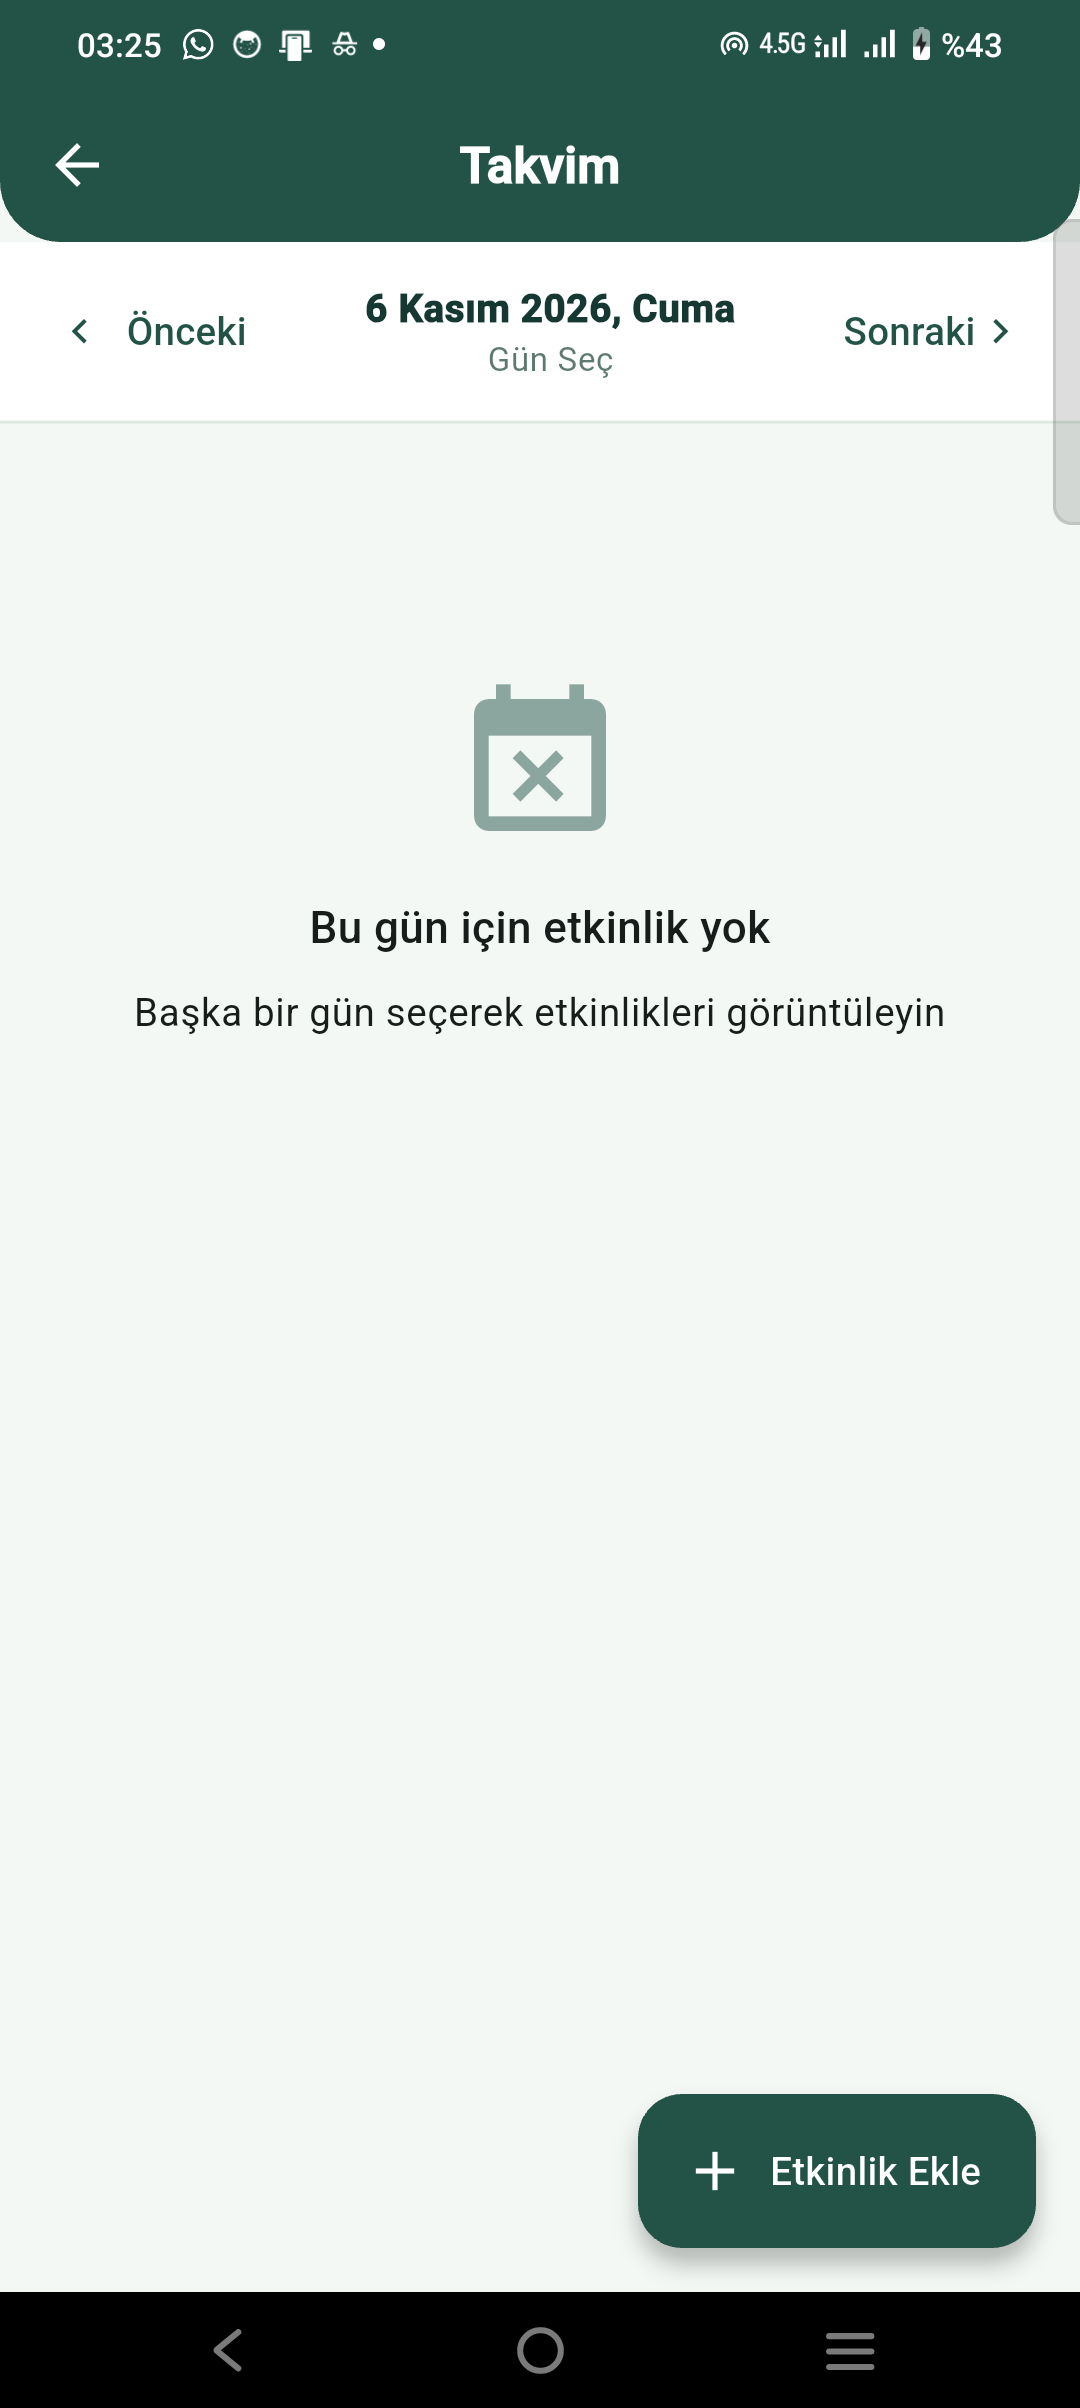 03:25
4.5G %43
Takvim
Önceki
6 Kasım 2026, Cuma
Gün Seç
Sonraki
Bu gün için etkinlik yok
Başka bir gün seçerek etkinlikleri görüntüleyin
Etkinlik Ekle